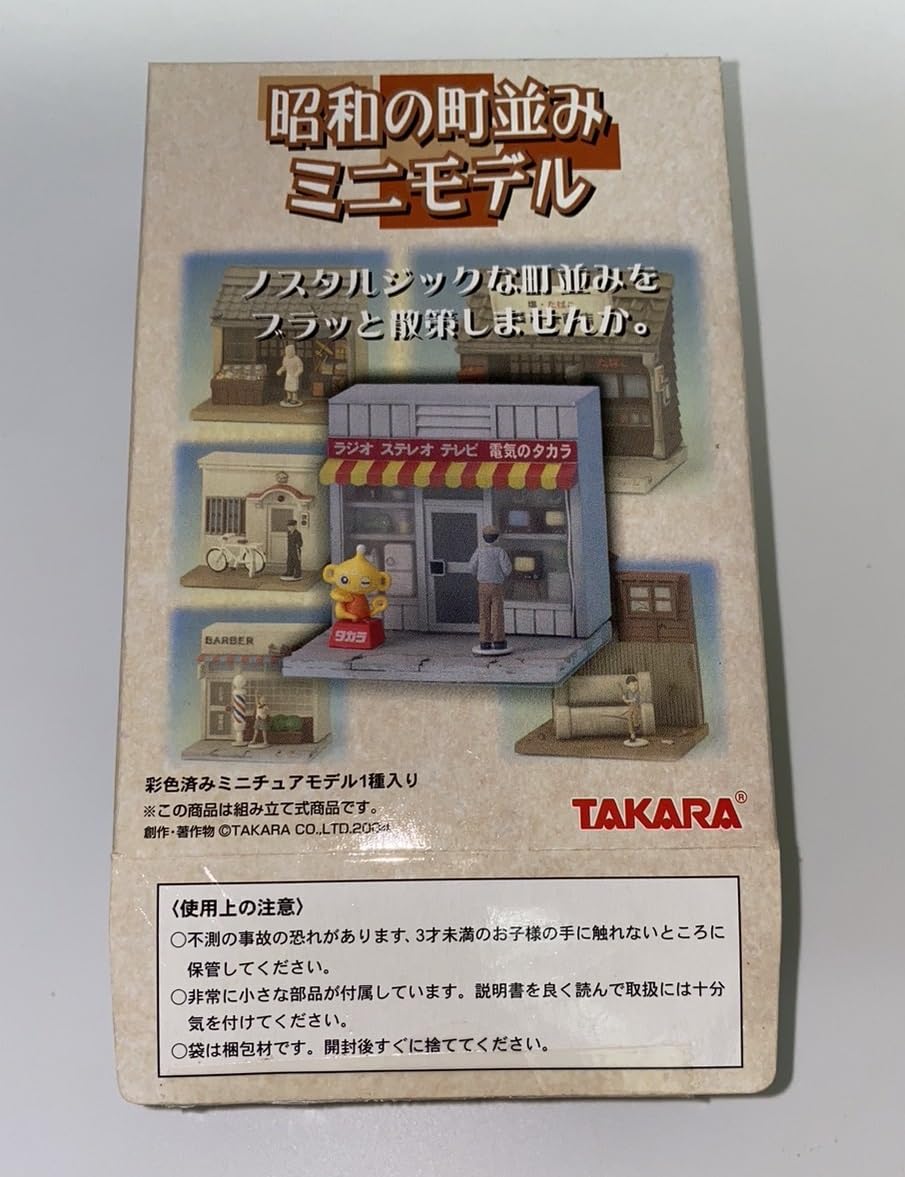 昭和の町並み
ミニモデル
ノスタルジックな町並みを
ブラッと散策しませんか。
塩・たばこ
ラジオ ステレオ テレビ 電気のタカラ
タカラ
BARBER
彩色済みミニチュアモデル1種入り
※この商品は組み立て式商品です。
創作・著作物 ©TAKARA CO.,LTD.2004
TAKARA®
〈使用上の注意〉
○不測の事故の恐れがあります、3才未満のお子様の手に触れないところに
保管してください。
○非常に小さな部品が付属しています。説明書を良く読んで取扱には十分
気を付けてください。
○袋は梱包材です。開封後すぐに捨ててください。